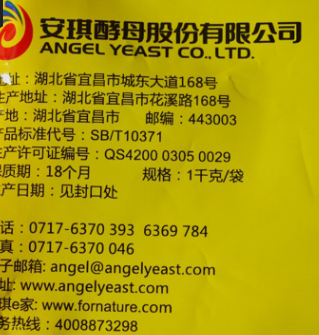 安琪酵母股份有限公司
ANGEL YEAST CO., LTD.
址：湖北省宜昌市城东大道168号
生产地址：湖北省宜昌市花溪路168号
产地：湖北省宜昌市 邮编：443003
产品标准代号：SB/T10371
生产许可证编号：QS4200 0305 0029
保质期：18个月 规格：1千克/袋
生产日期：见封口处
话：0717-6370 393 6369 784
真：0717-6370 046
子邮箱: angel@angelyeast.com
址: www.angelyeast.com
琪e家: www.fornature.com
务热线：4008873298